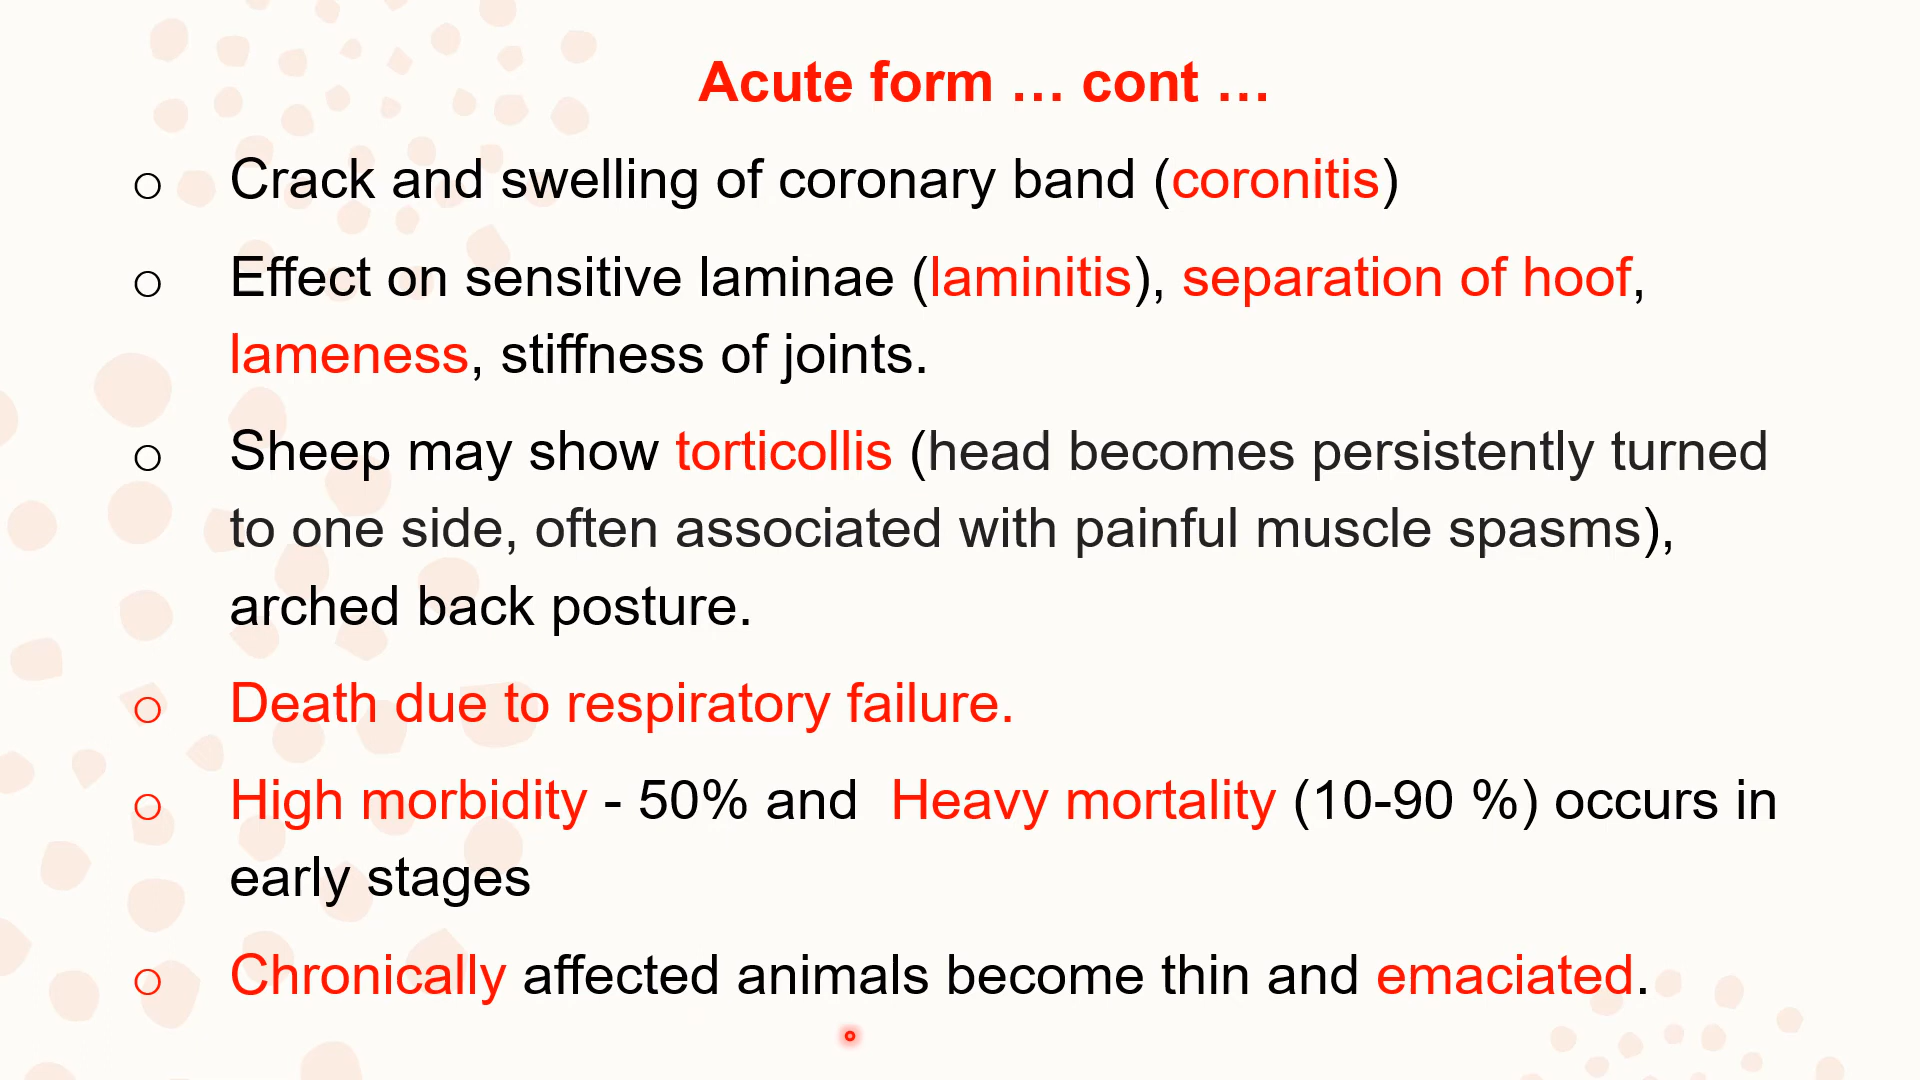 Acute form … cont …
o Crack and swelling of coronary band (coronitis)
o Effect on sensitive laminae (laminitis), separation of hoof,
lameness, stiffness of joints.
o Sheep may show torticollis (head becomes persistently turned
to one side, often associated with painful muscle spasms),
arched back posture.
o Death due to respiratory failure.
o High morbidity - 50% and  Heavy mortality (10-90 %) occurs in
early stages
o Chronically affected animals become thin and emaciated.